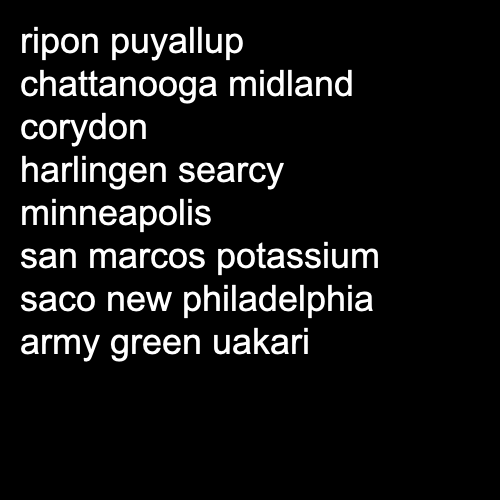 ripon puyallup
chattanooga midland
corydon
harlingen searcy
minneapolis
san marcos potassium
saco new philadelphia
army green uakari